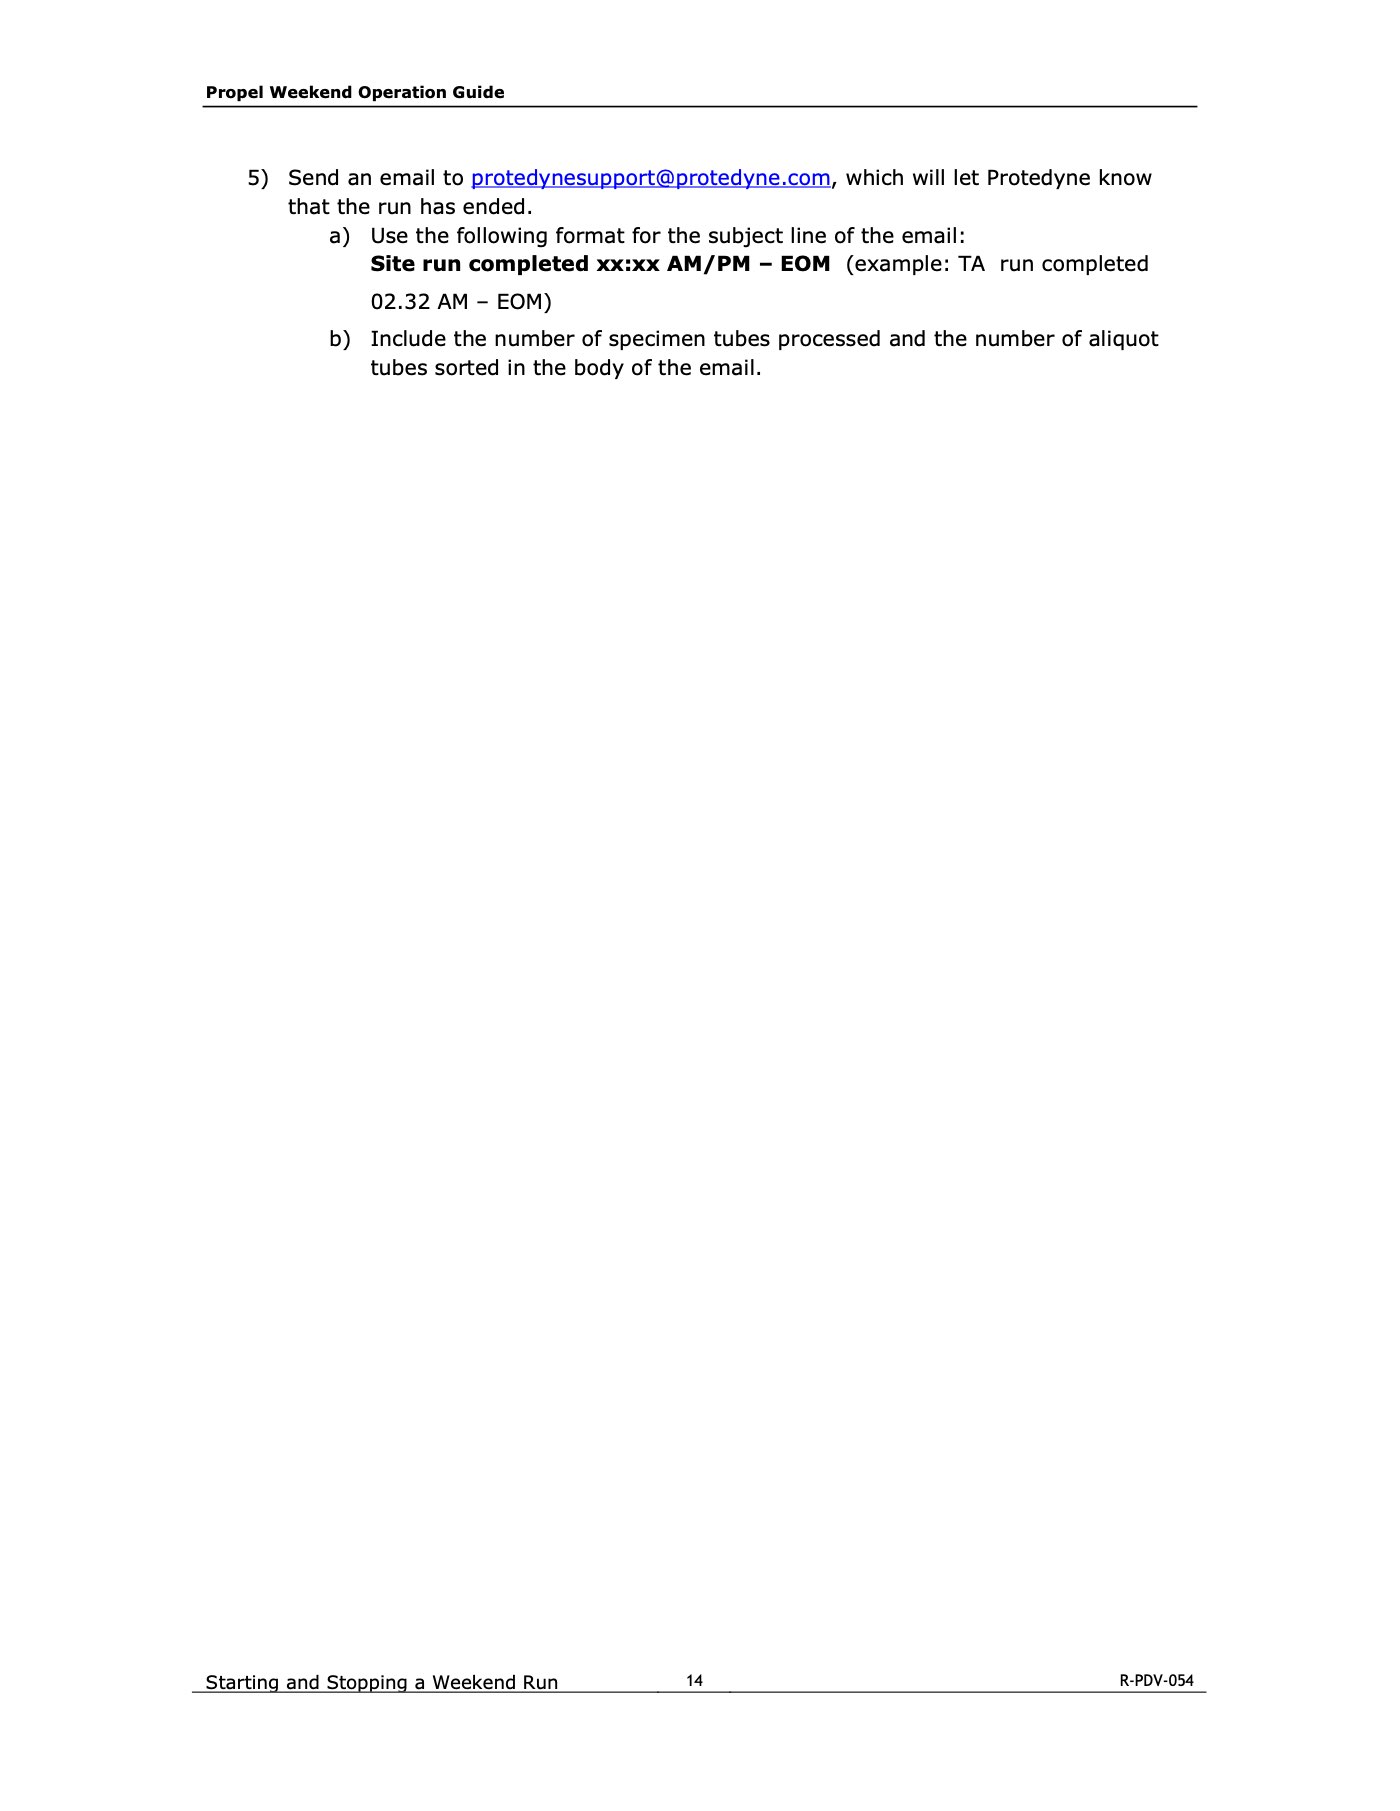 Propel Weekend Operation Guide
5) Send an email to protedynesupport@protedyne.com, which will let Protedyne know
that the run has ended.
a) Use the following format for the subject line of the email:
Site run completed xx:xx AM/PM – EOM (example: TA run completed
02.32 AM – EOM)
b) Include the number of specimen tubes processed and the number of aliquot
tubes sorted in the body of the email.
Starting and Stopping a Weekend Run 14 R-PDV-054